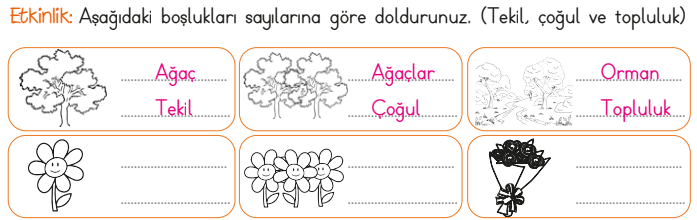 Etkinlik: Aşağıdaki boşlukları sayılarına göre doldurunuz. (Tekil, çoğul ve topluluk)
Ağaç
Tekil
Ağaçlar
Çoğul
Orman
Topluluk